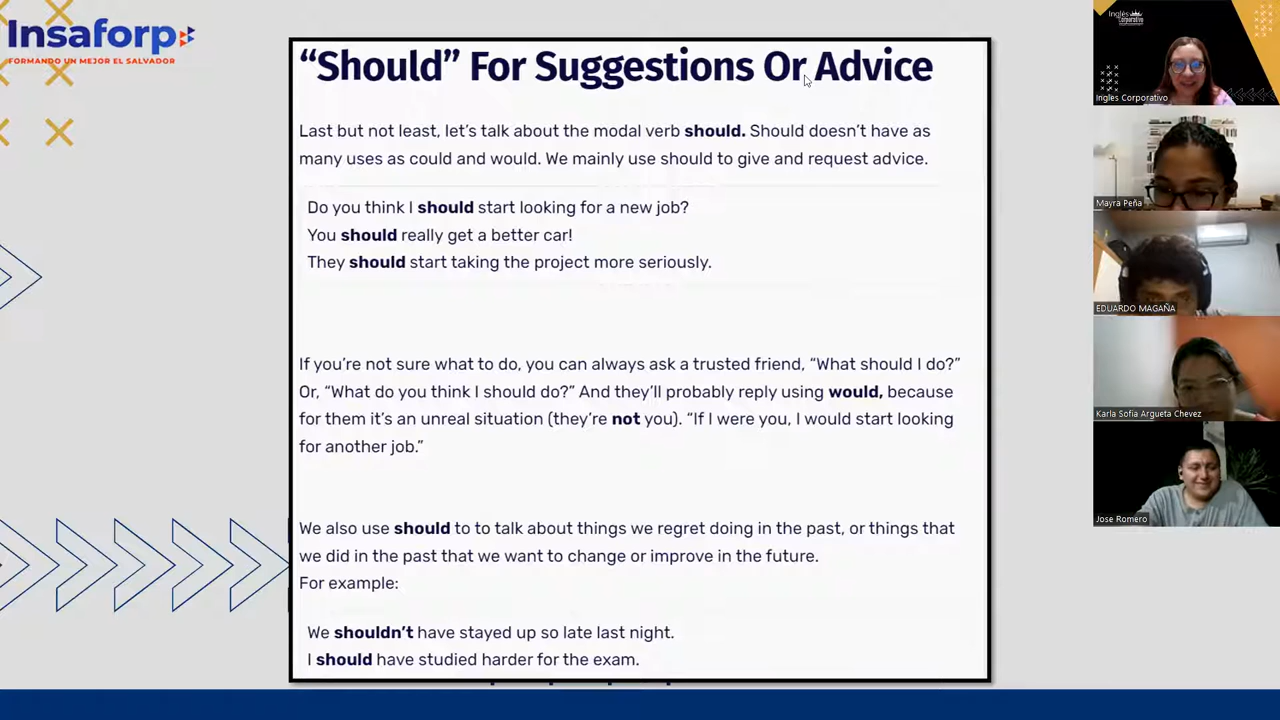 Insaforp
FORMANDO UN MEJOR EL SALVADOR
“Should” For Suggestions Or Advice
Last but not least, let’s talk about the modal verb should. Should doesn’t have as
many uses as could and would. We mainly use should to give and request advice.
Do you think I should start looking for a new job?
You should really get a better car!
They should start taking the project more seriously.
If you’re not sure what to do, you can always ask a trusted friend, “What should I do?”
Or, “What do you think I should do?” And they’ll probably reply using would, because
for them it’s an unreal situation (they’re not you). “If I were you, I would start looking
for another job.”
We also use should to to talk about things we regret doing in the past, or things that
we did in the past that we want to change or improve in the future.
For example:
We shouldn’t have stayed up so late last night.
I should have studied harder for the exam.
Inglés
Corporativo
Ingles Corporativo
Mayra Peña
EDUARDO MAGAÑA
Karla Sofia Argueta Chevez
Jose Romero